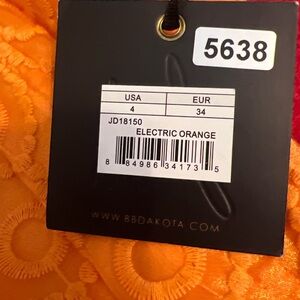 5638
USA EUR
4 34
JD18150
ELECTRIC ORANGE
8 84986 34173 5
WWW.BBDAKOTA.COM